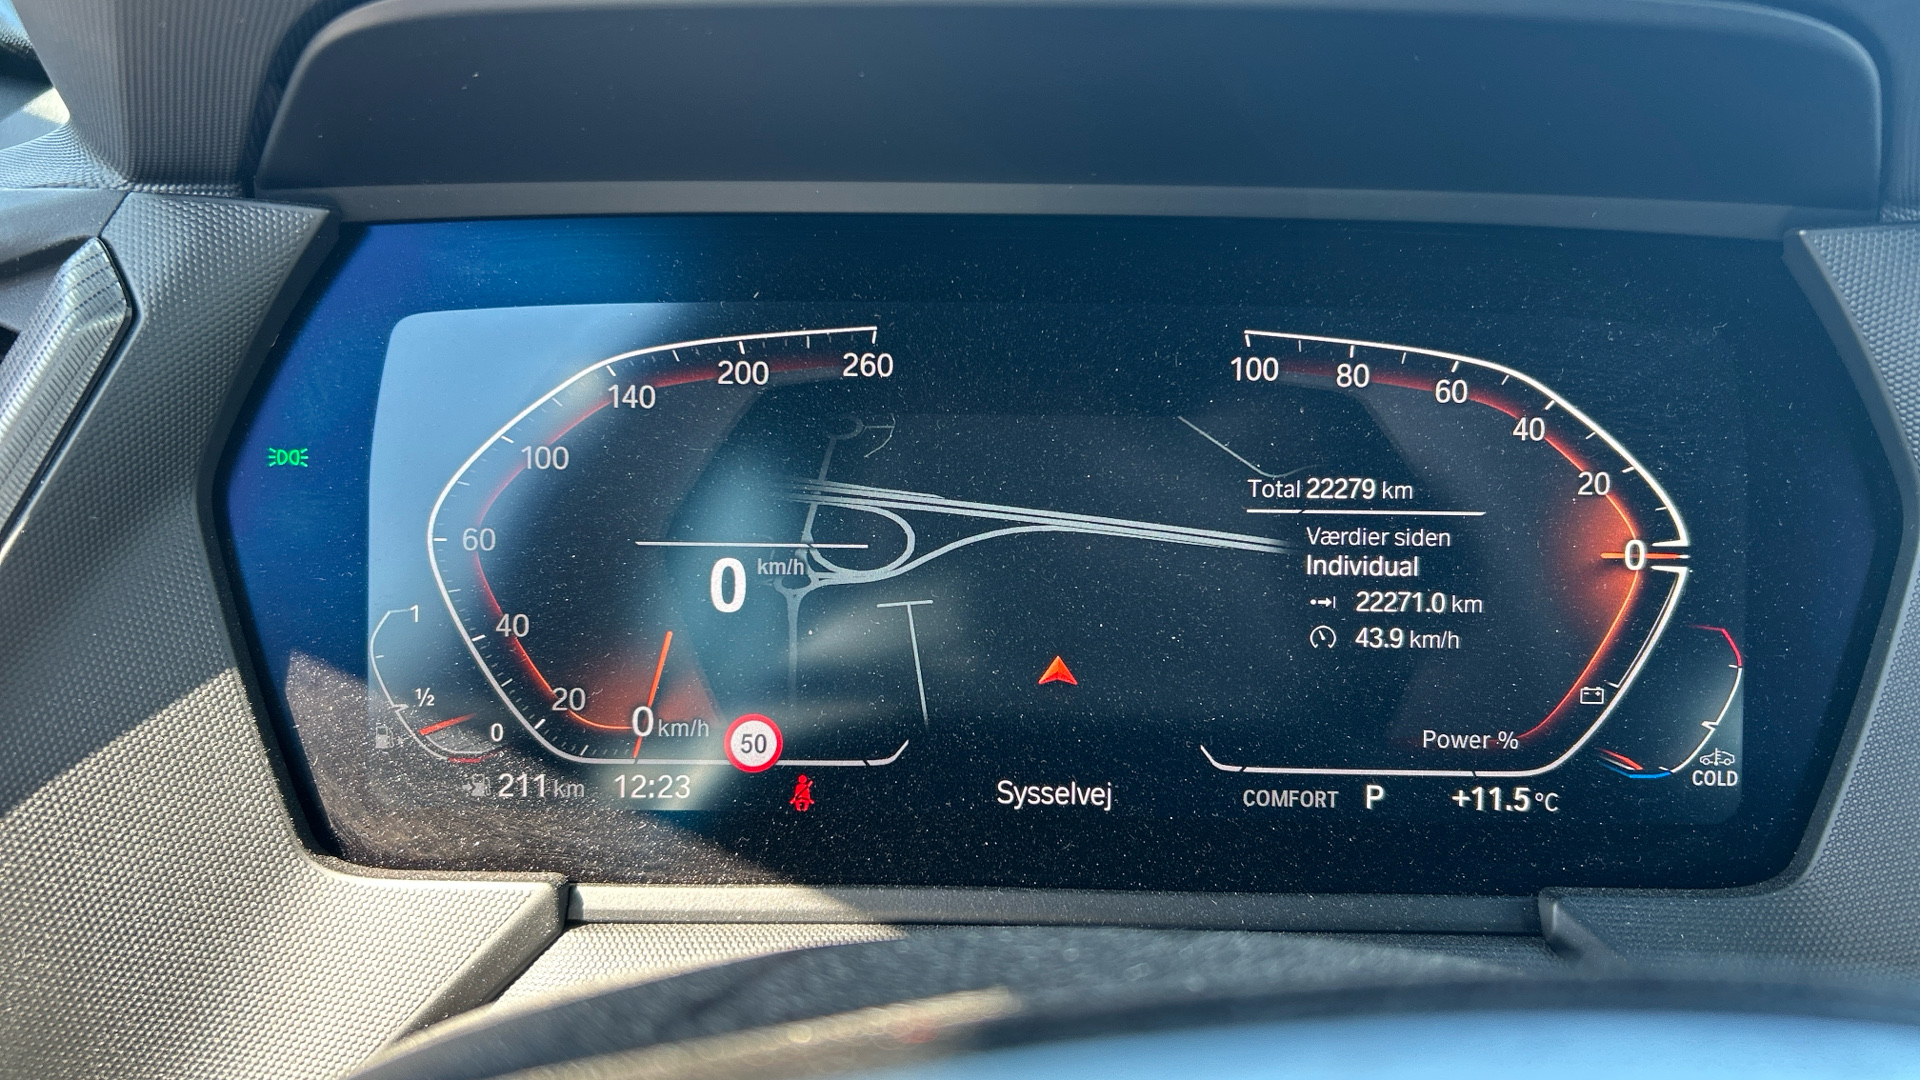 260
200
140
100
60
40
20
0 km/h
0 km/h
50
1
½
0
211 km
12:23
Sysselvej
100
80
60
40
20
0
Total 22279 km
Værdier siden
Individual
22271.0 km
43.9 km/h
Power %
COMFORT P +11.5 °C
COLD